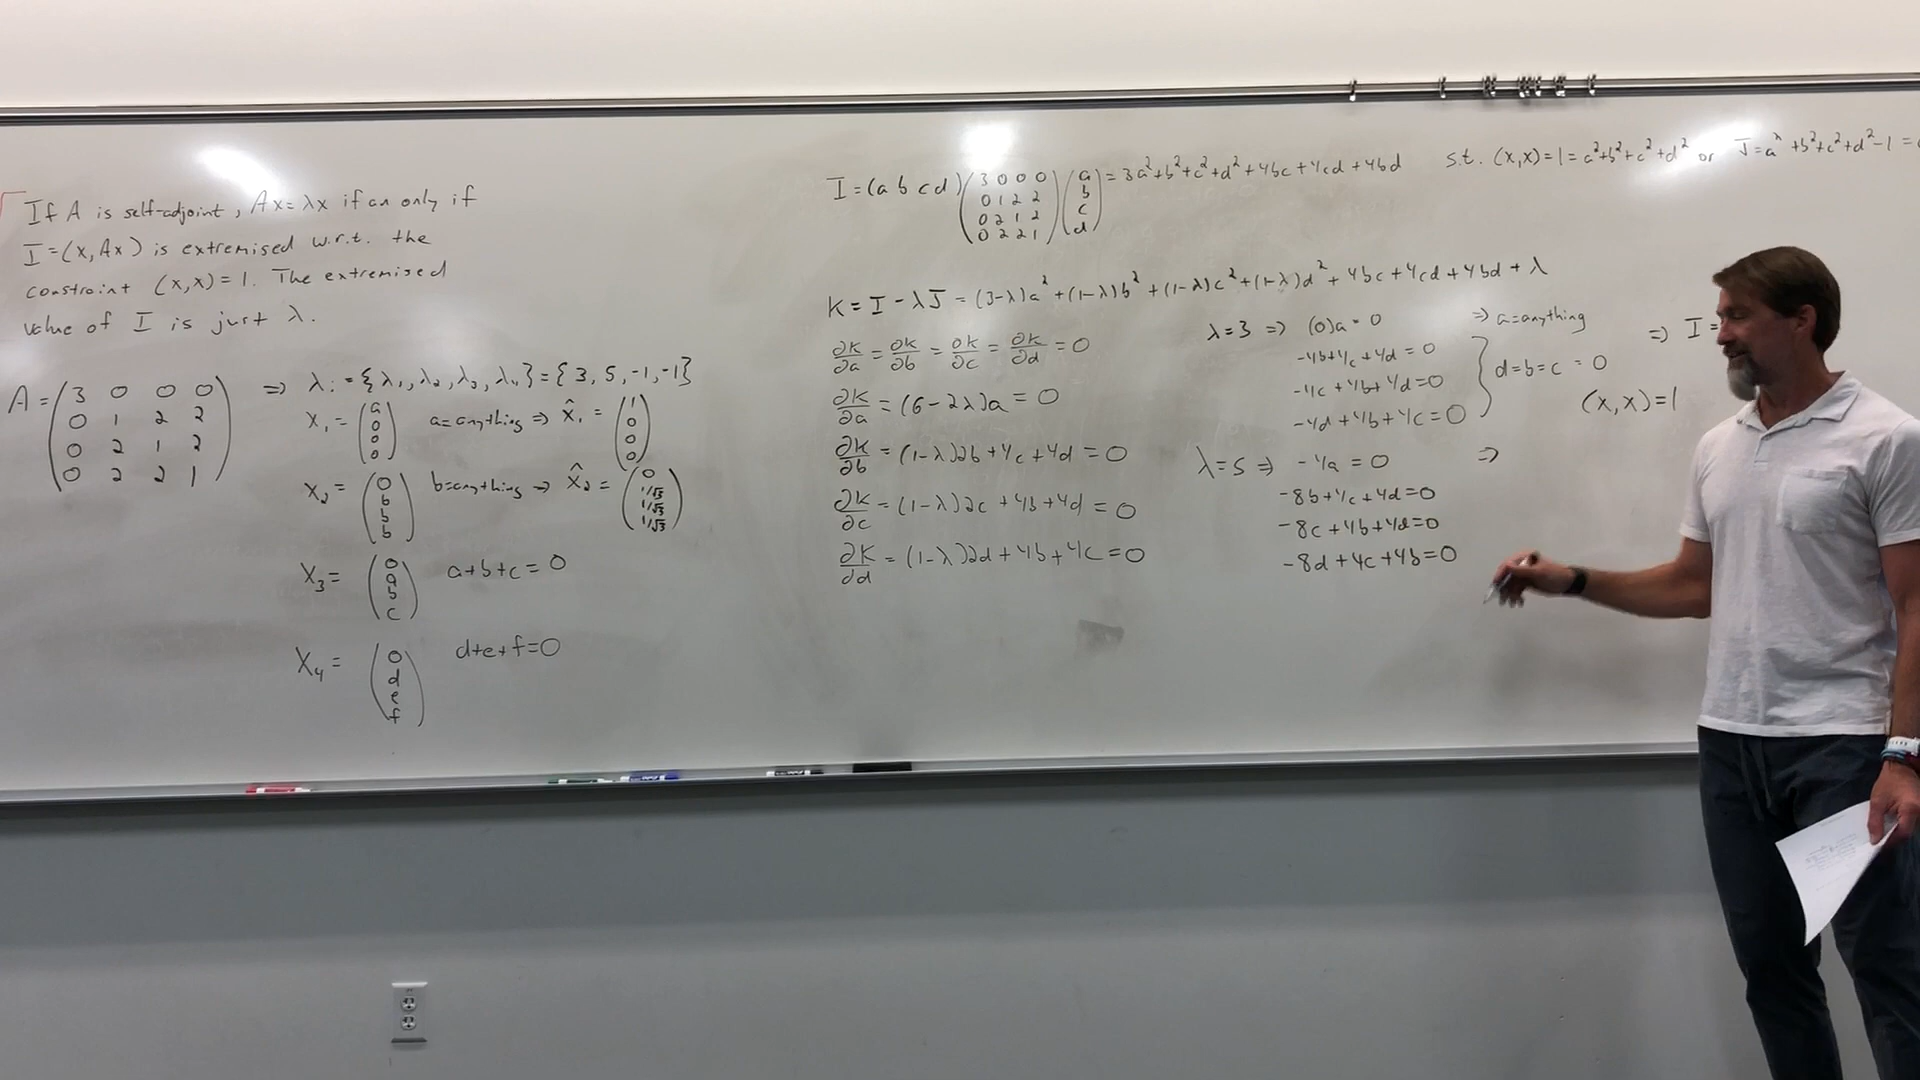 If A is self-adjoint, Ax=λx if an only if
I=(x,Ax) is extremised w.r.t. the
constraint (x,x)=1. The extremised
value of I is just λ.
A = (3 0 0 0
0 1 2 2
0 2 1 2
0 2 2 1)
⇒ λᵢ = {λ₁, λ₂, λ₃, λ₄} = {3, 5, -1, -1}
X₁ = (a 0 0 0) a=anything ⇒ x̂₁ = (1 0 0 0)
X₂ = (0 b b b) b=anything ⇒ x̂₂ = (0 1/√3 1/√3 1/√3)
X₃ = (0 a b c) a+b+c=0
X₄ = (0 d e f) d+e+f=0
I = (a b c d) (3 0 0 0
0 1 2 2
0 2 1 2
0 2 2 1) (a b c d) = 3a²+b²+c²+d²+4bc+4cd+4bd s.t. (x,x)=1=a²+b²+c²+d² or J=a²+b²+c²+d²-1=
K = I - λJ = (3-λ)a²+(1-λ)b²+(1-λ)c²+(1-λ)d²+4bc+4cd+4bd+λ
∂K/∂a = ∂K/∂b = ∂K/∂c = ∂K/∂d = 0
∂K/∂a = (6-2λ)a = 0
∂K/∂b = (1-λ)2b+4c+4d = 0
∂K/∂c = (1-λ)2c+4b+4d = 0
∂K/∂d = (1-λ)2d+4b+4c = 0
λ=3 ⇒ (0)a=0 ⇒ a=anything
-4b+4c+4d=0
-4c+4b+4d=0
-4d+4b+4c=0
} d=b=c=0
⇒ I=
(x,x)=1
λ=5 ⇒ -4a=0 ⇒
-8b+4c+4d=0
-8c+4b+4d=0
-8d+4c+4b=0